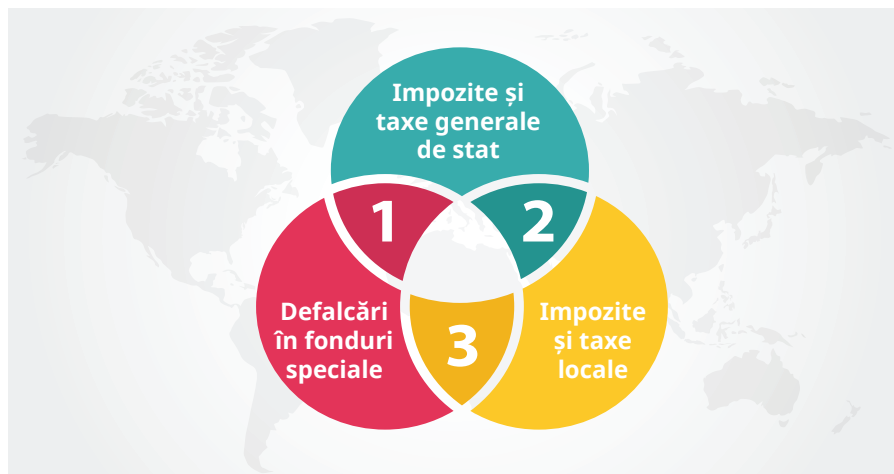 Impozite și
taxe generale
de stat
1
2
Defalcări
în fonduri
speciale
3
Impozite
și taxe
locale